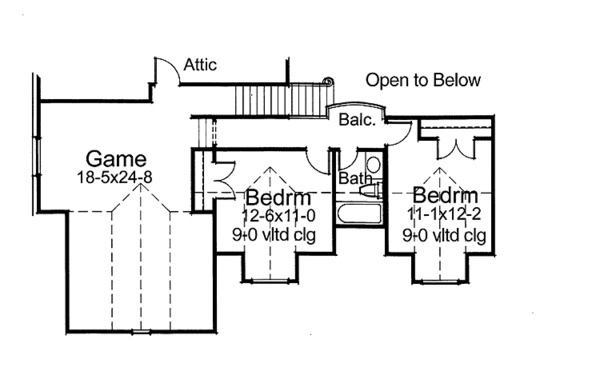 Attic
Open to Below
Balc.
Game
18-5x24-8
Bath
Bedrm
12-6x11-0
9-0 vltd clg
Bedrm
11-1x12-2
9-0 vltd clg